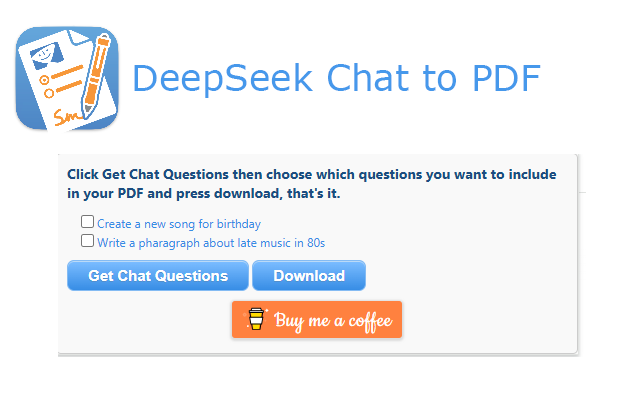 DeepSeek Chat to PDF
Sm
Click Get Chat Questions then choose which questions you want to include
in your PDF and press download, that's it.
Create a new song for birthday
Write a pharagraph about late music in 80s
Get Chat Questions Download
Buy me a coffee